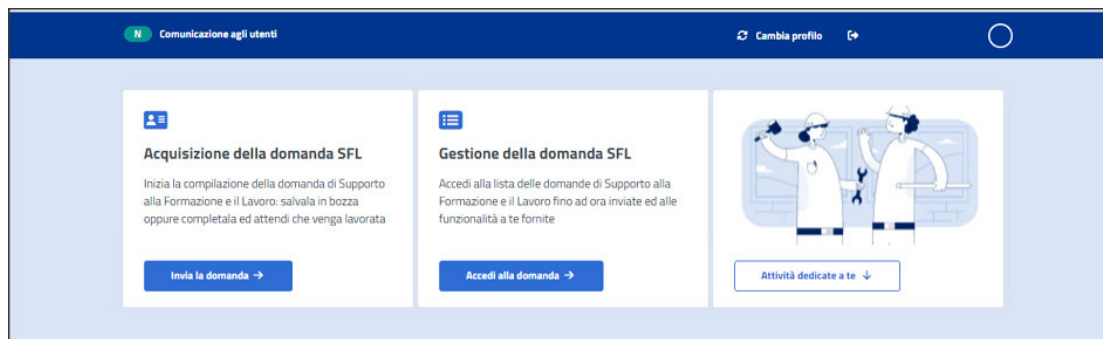 N Comunicazione agli utenti
Cambia profilo
Acquisizione della domanda SFL
Inizia la compilazione della domanda di Supporto
alla Formazione e il Lavoro: salvala in bozza
oppure completala ed attendi che venga lavorata
Invia la domanda →
Gestione della domanda SFL
Accedi alla lista delle domande di Supporto alla
Formazione e il Lavoro fino ad ora inviate ed alle
funzionalità a te fornite
Accedi alla domanda →
Attività dedicate a te ↓